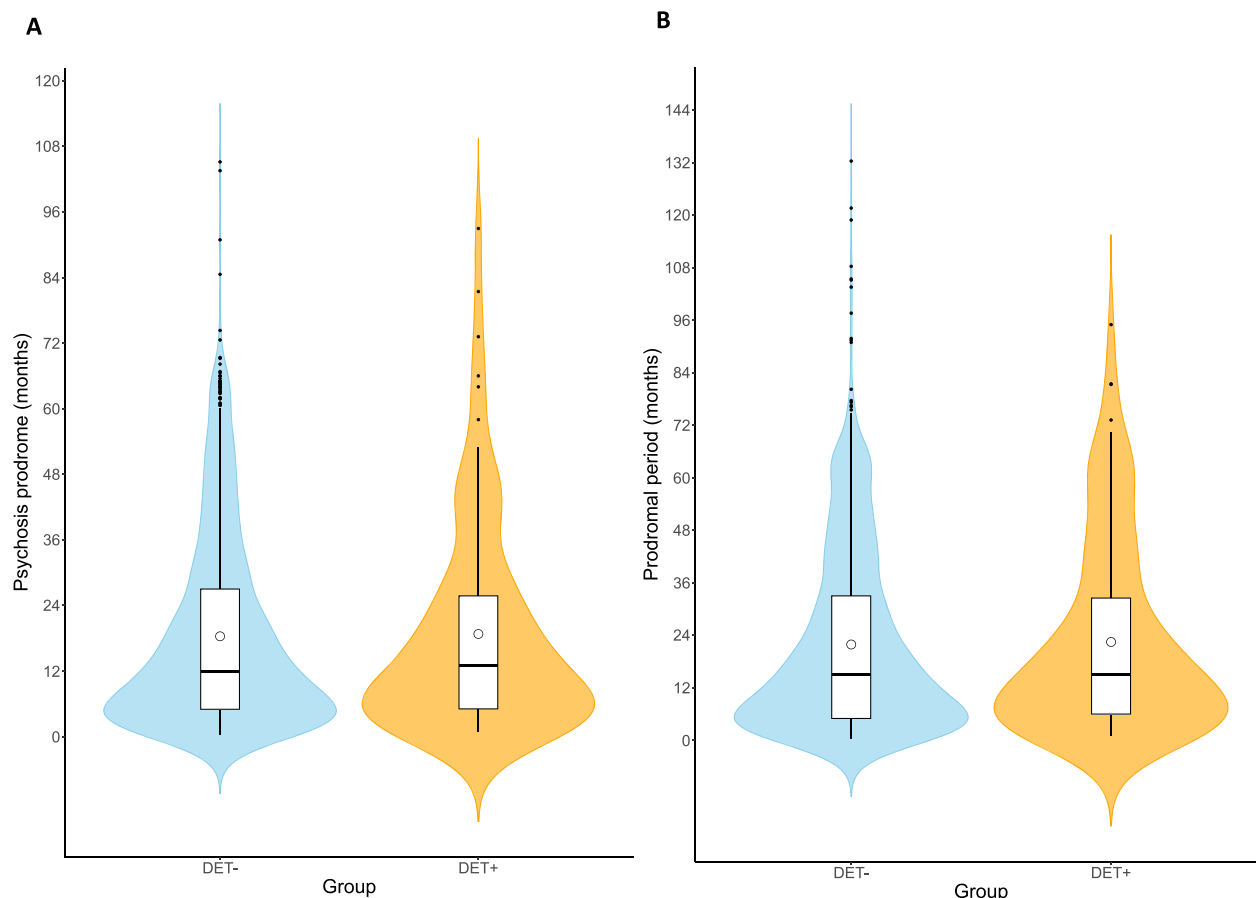 A
120
108
96
84
72
60
48
36
24
12
0
Psychosis prodrome (months)
DET-
DET+
Group
B
144
132
120
108
96
84
72
60
48
36
24
12
0
Prodromal period (months)
DET-
DET+
Group